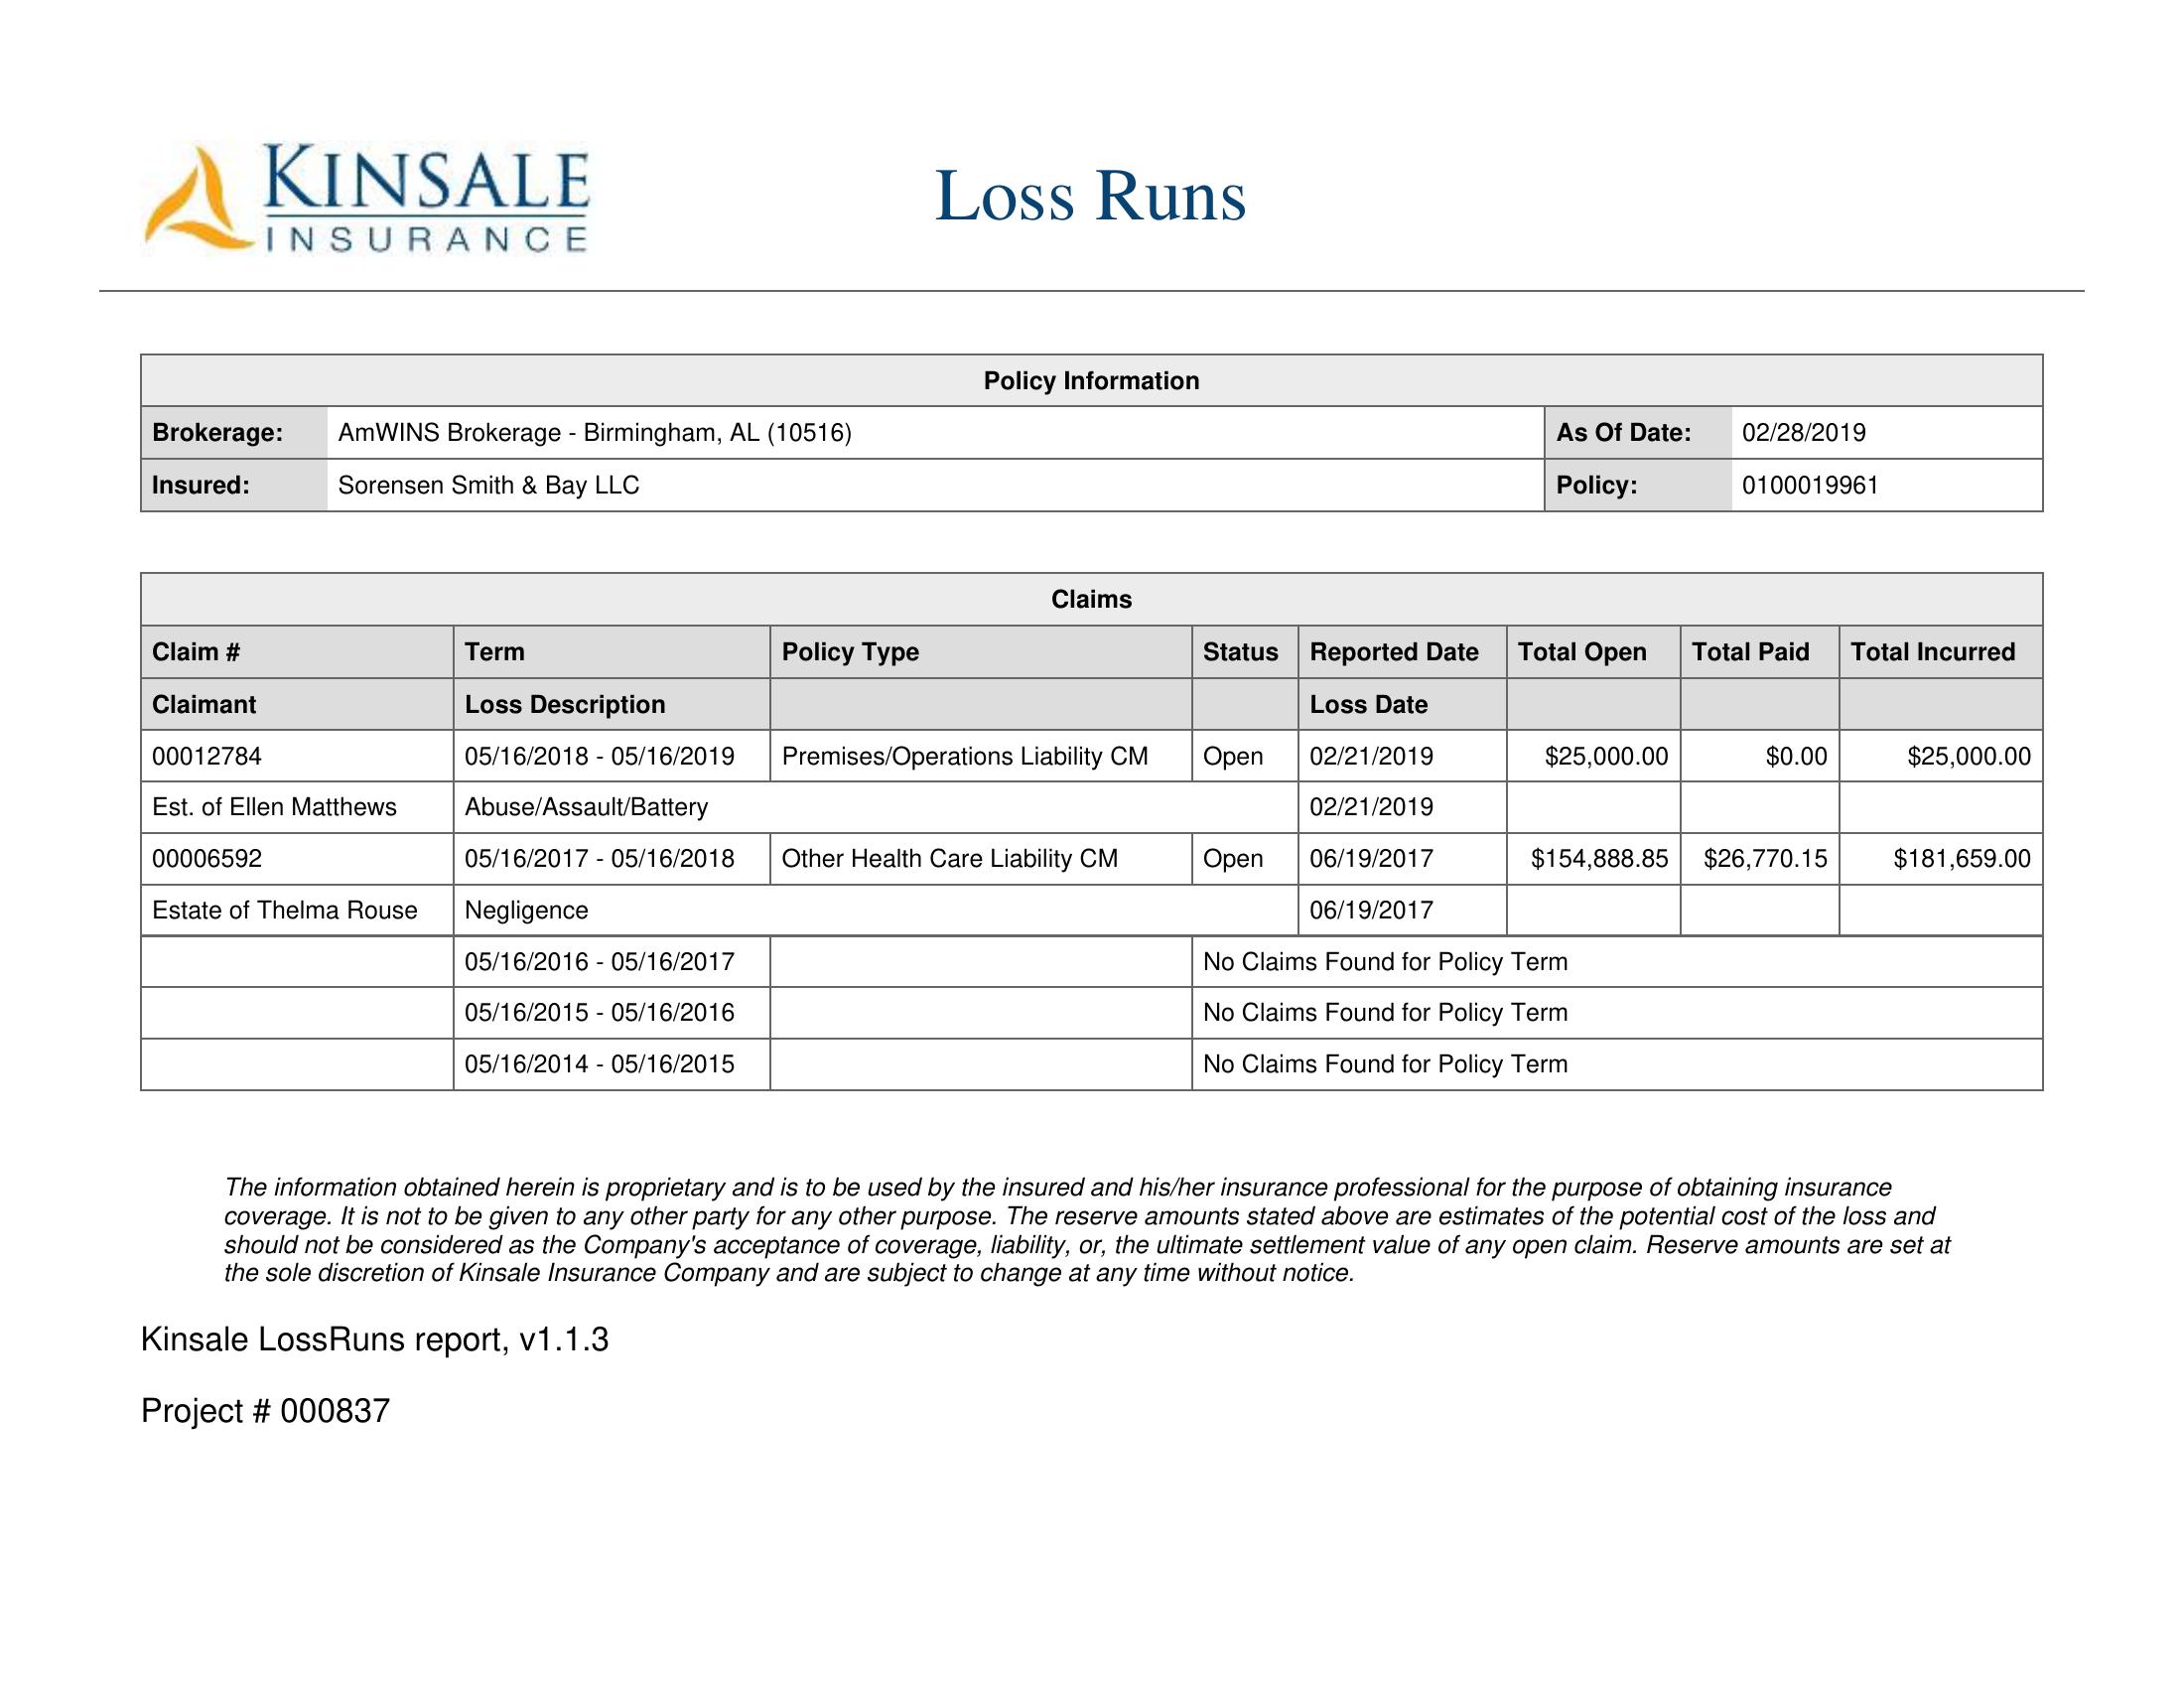 KINSALE
INSURANCE
Loss Runs
Policy Information
Brokerage: AmWINS Brokerage - Birmingham, AL (10516) As Of Date: 02/28/2019
Insured: Sorensen Smith & Bay LLC Policy: 0100019961
Claims
Claim # Term Policy Type Status Reported Date Total Open Total Paid Total Incurred
Claimant Loss Description Loss Date
00012784 05/16/2018 - 05/16/2019 Premises/Operations Liability CM Open 02/21/2019 $25,000.00 $0.00 $25,000.00
Est. of Ellen Matthews Abuse/Assault/Battery 02/21/2019
00006592 05/16/2017 - 05/16/2018 Other Health Care Liability CM Open 06/19/2017 $154,888.85 $26,770.15 $181,659.00
Estate of Thelma Rouse Negligence 06/19/2017
05/16/2016 - 05/16/2017 No Claims Found for Policy Term
05/16/2015 - 05/16/2016 No Claims Found for Policy Term
05/16/2014 - 05/16/2015 No Claims Found for Policy Term
The information obtained herein is proprietary and is to be used by the insured and his/her insurance professional for the purpose of obtaining insurance
coverage. It is not to be given to any other party for any other purpose. The reserve amounts stated above are estimates of the potential cost of the loss and
should not be considered as the Company's acceptance of coverage, liability, or, the ultimate settlement value of any open claim. Reserve amounts are set at
the sole discretion of Kinsale Insurance Company and are subject to change at any time without notice.
Kinsale LossRuns report, v1.1.3
Project # 000837